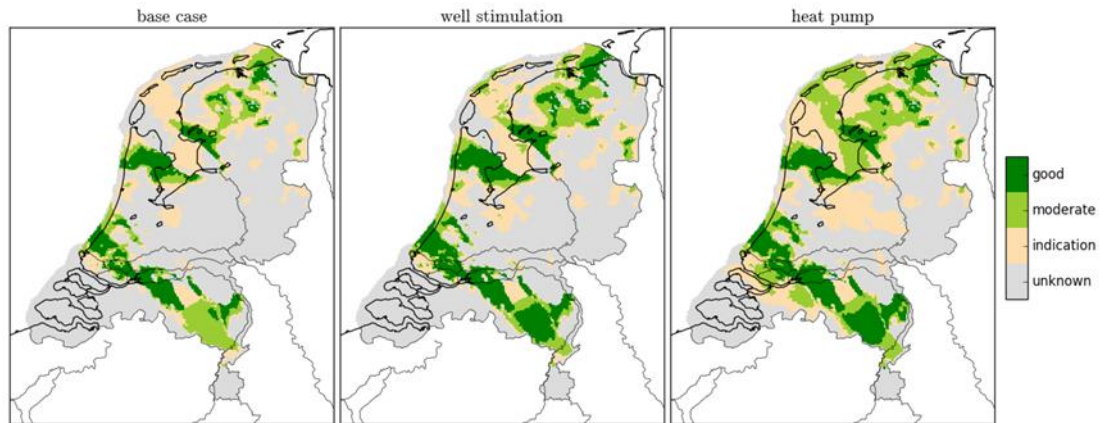 base case
well stimulation
heat pump
good
moderate
indication
unknown